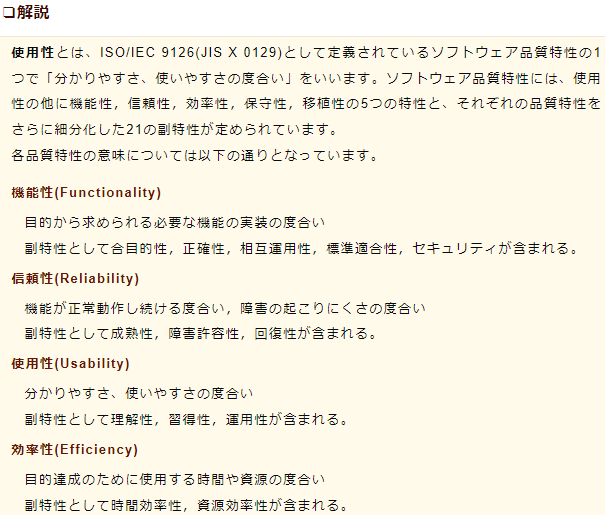 ❏解説
使用性とは、ISO/IEC 9126(JIS X 0129)として定義されているソフトウェア品質特性の1
つで「分かりやすさ、使いやすさの度合い」をいいます。ソフトウェア品質特性には、使用
性の他に機能性，信頼性，効率性，保守性，移植性の5つの特性と、それぞれの品質特性を
さらに細分化した21の副特性が定められています。
各品質特性の意味については以下の通りとなっています。
機能性(Functionality)
目的から求められる必要な機能の実装の度合い
副特性として合目的性，正確性，相互運用性，標準適合性，セキュリティが含まれる。
信頼性(Reliability)
機能が正常動作し続ける度合い，障害の起こりにくさの度合い
副特性として成熟性，障害許容性，回復性が含まれる。
使用性(Usability)
分かりやすさ、使いやすさの度合い
副特性として理解性，習得性，運用性が含まれる。
効率性(Efficiency)
目的達成のために使用する時間や資源の度合い
副特性として時間効率性，資源効率性が含まれる。